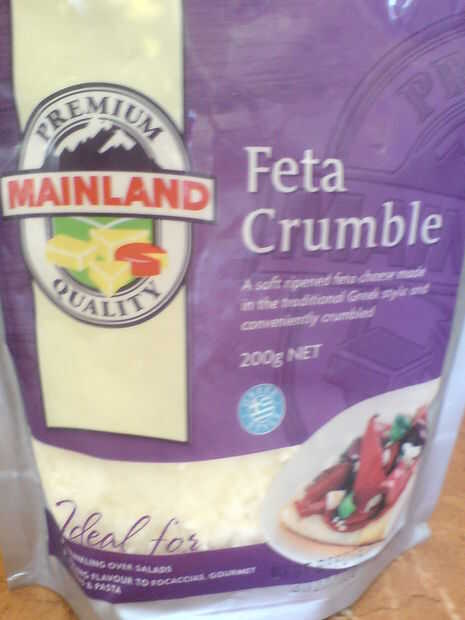 PREMIUM
MAINLAND
QUALITY
Feta
Crumble
A soft ripened feta cheese made
in the traditional Greek style and
conveniently crumbled
200g NET
Ideal for
OVER SALADS
FLAVOUR TO FOCACCIAS, GOURMET
& PASTA